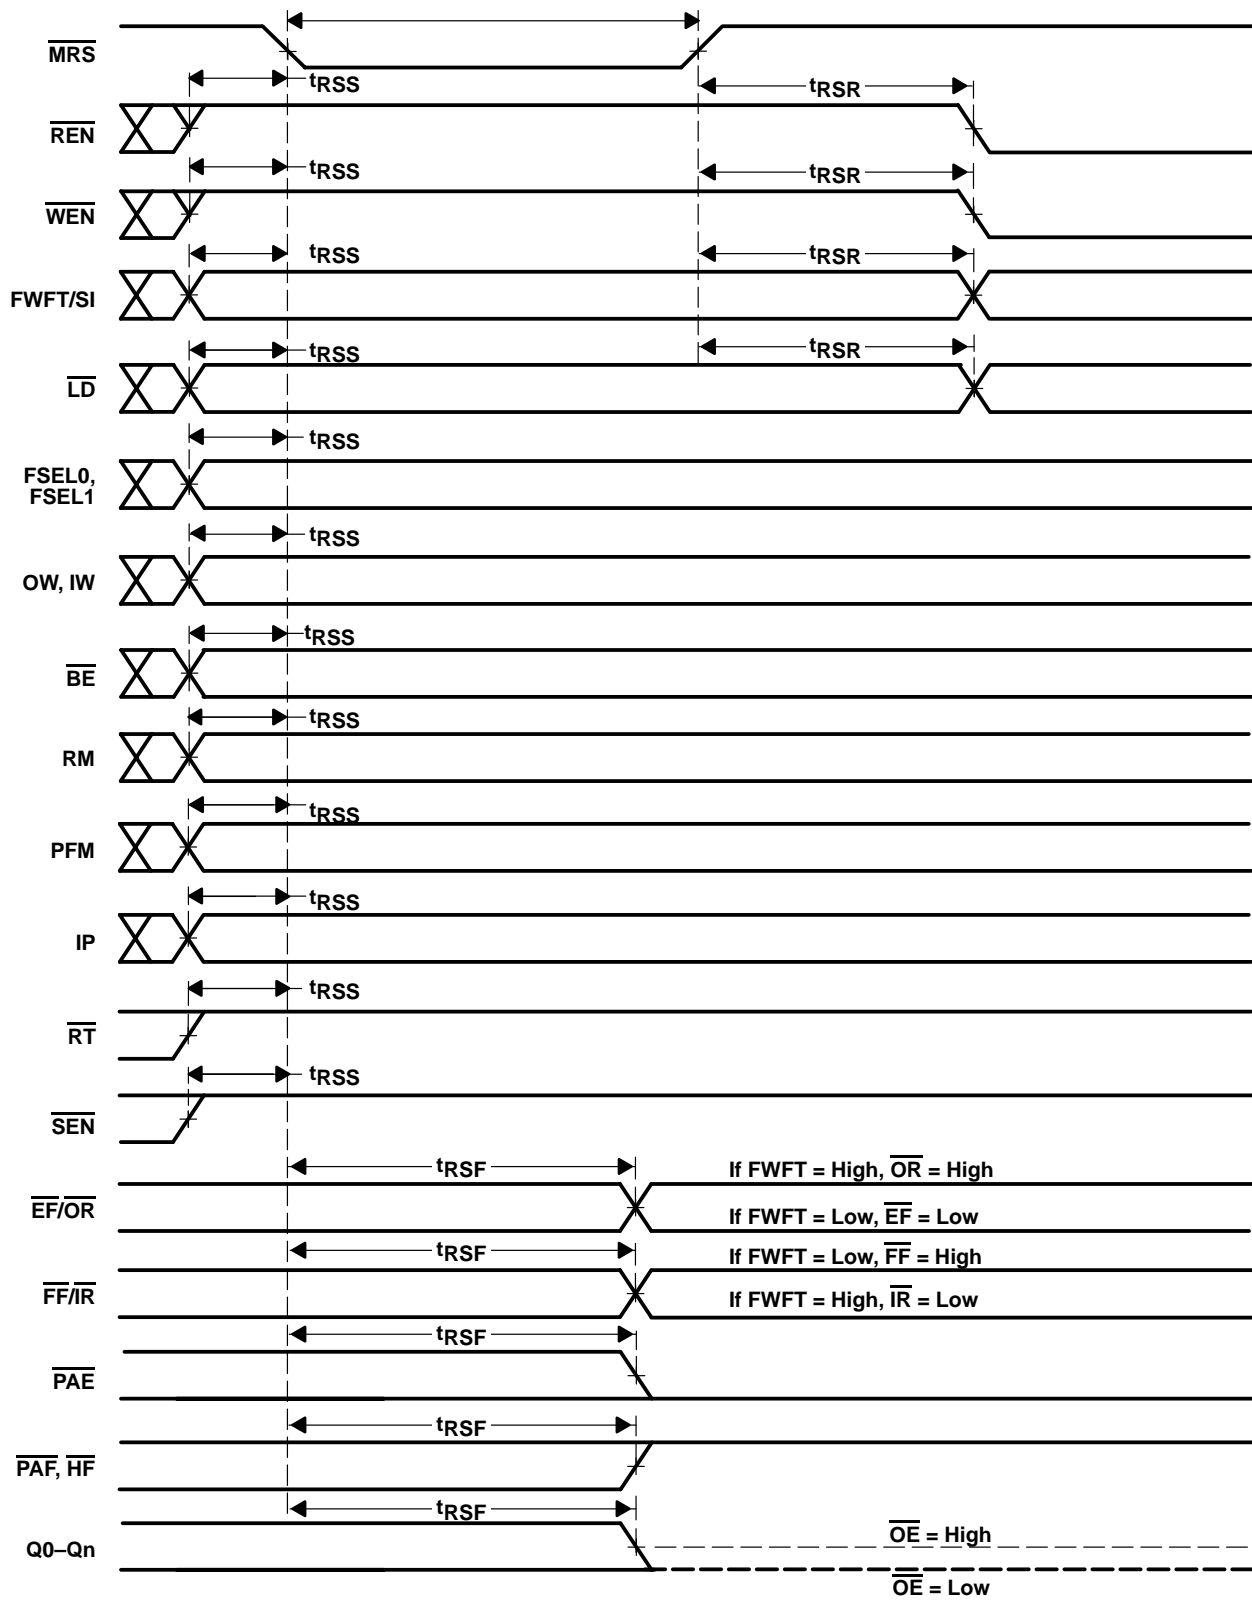 MRS
tRSS
tRSR
REN
tRSS
tRSR
WEN
tRSS
tRSR
FWFT/SI
tRSS
tRSR
LD
tRSS
FSEL0,
FSEL1
tRSS
OW, IW
tRSS
BE
tRSS
RM
tRSS
PFM
tRSS
IP
tRSS
RT
tRSS
SEN
tRSF
If FWFT = High, OR = High
EF/OR
If FWFT = Low, EF = Low
tRSF
If FWFT = Low, FF = High
FF/IR
If FWFT = High, IR = Low
tRSF
PAE
tRSF
PAF, HF
tRSF
OE = High
Q0–Qn
OE = Low